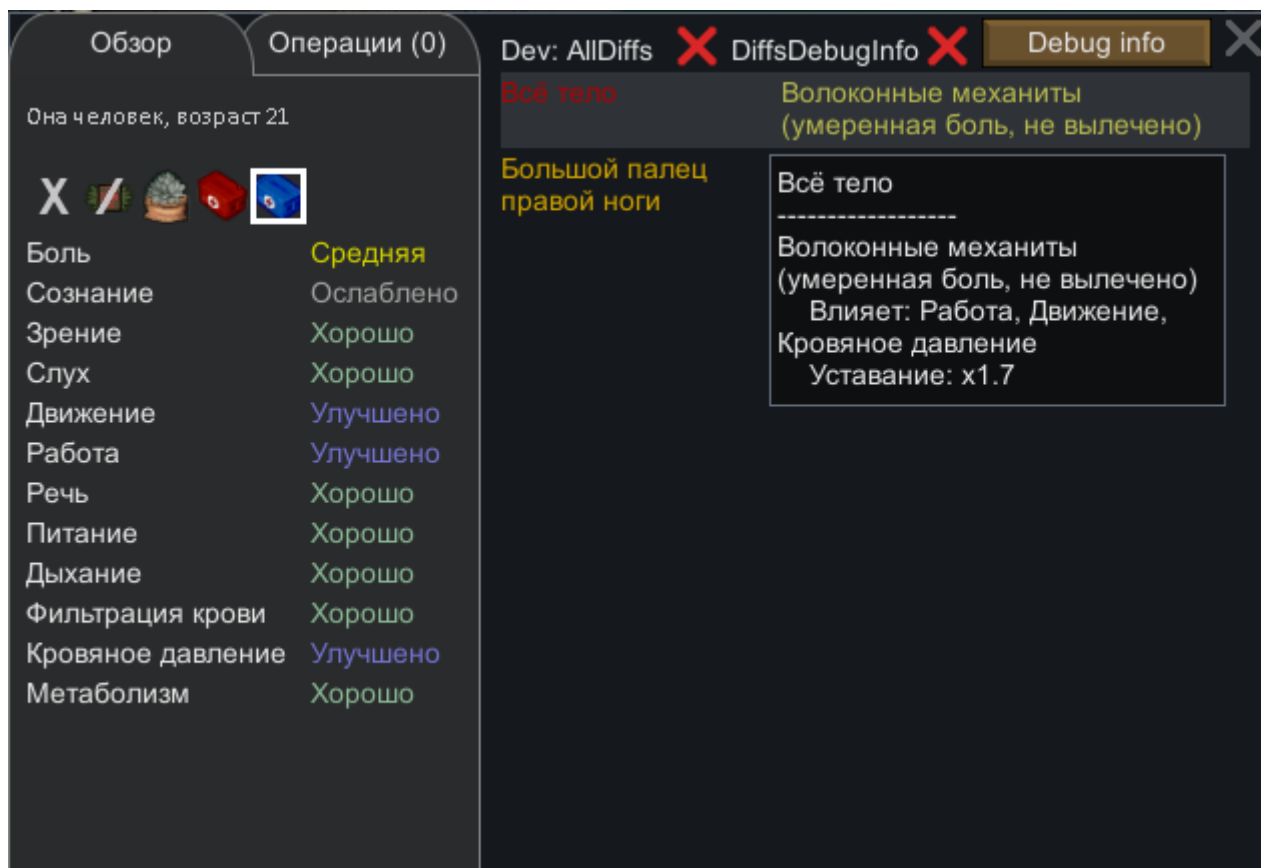 Обзор
Операции (0)
Dev: AllDiffs
DiffsDebugInfo
Debug info
Она человек, возраст 21
X
Боль Средняя
Сознание Ослаблено
Зрение Хорошо
Слух Хорошо
Движение Улучшено
Работа Улучшено
Речь Хорошо
Питание Хорошо
Дыхание Хорошо
Фильтрация крови Хорошо
Кровяное давление Улучшено
Метаболизм Хорошо
Всё тело
Волоконные механиты
(умеренная боль, не вылечено)
Большой палец
правой ноги
Всё тело
------------------
Волоконные механиты
(умеренная боль, не вылечено)
Влияет: Работа, Движение,
Кровяное давление
Уставание: x1.7